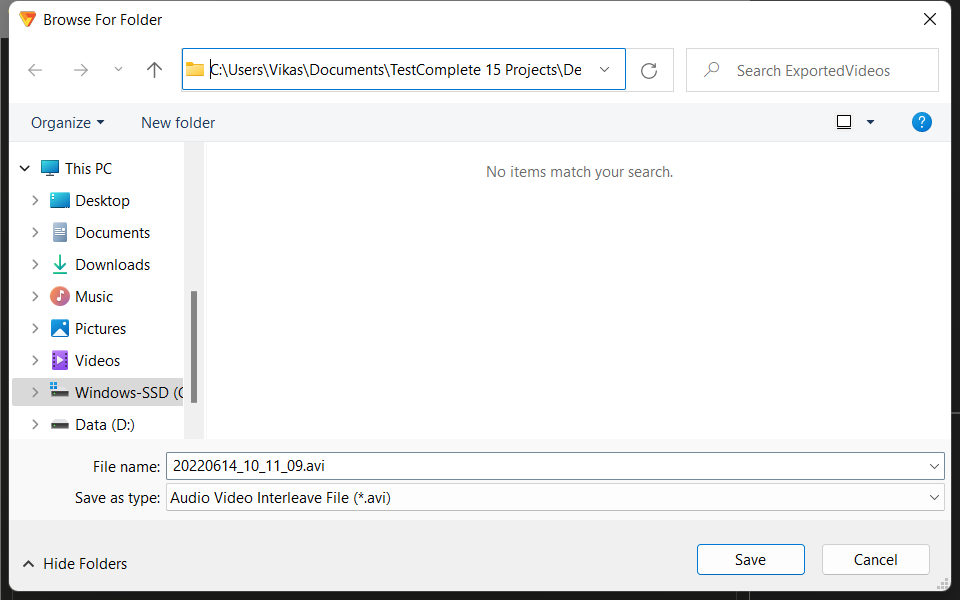 Browse For Folder
C:\Users\Vikas\Documents\TestComplete 15 Projects\De
Search ExportedVideos
Organize
New folder
?
This PC
No items match your search.
Desktop
Documents
Downloads
Music
Pictures
Videos
Windows-SSD (C
Data (D:)
File name: 20220614_10_11_09.avi
Save as type: Audio Video Interleave File (*.avi)
Hide Folders
Save
Cancel